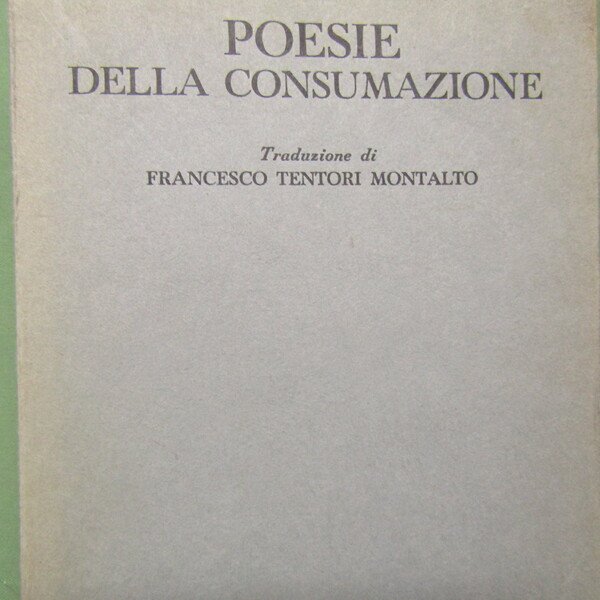 POESIE
DELLA CONSUMAZIONE
Traduzione di
FRANCESCO TENTORI MONTALTO